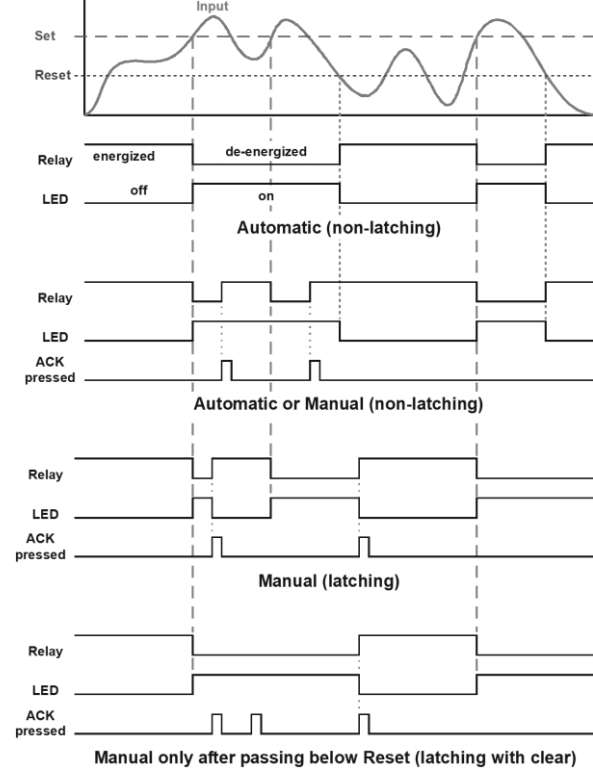 Input
Set
Reset
Relay
energized
de-energized
LED
off
on
Automatic (non-latching)
Relay
LED
ACK
pressed
Automatic or Manual (non-latching)
Relay
LED
ACK
pressed
Manual (latching)
Relay
LED
ACK
pressed
Manual only after passing below Reset (latching with clear)